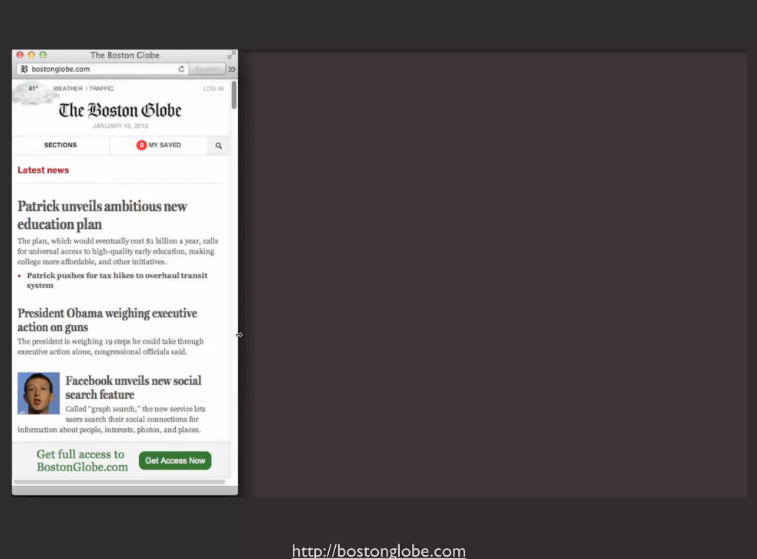 The Boston Globe
bostonglobe.com
Reader
41° WEATHER | TRAFFIC
LOG IN
The Boston Globe
JANUARY 15, 2013
SECTIONS
0 MY SAVED
Latest news
Patrick unveils ambitious new
education plan
The plan, which would eventually cost $1 billion a year, calls
for universal access to high-quality early education, making
college more affordable, and other initiatives.
• Patrick pushes for tax hikes to overhaul transit
system
President Obama weighing executive
action on guns
The president is weighing 19 steps he could take through
executive action alone, congressional officials said.
Facebook unveils new social
search feature
Called "graph search," the new service lets
users search their social connections for
information about people, interests, photos, and places.
Get full access to
BostonGlobe.com
Get Access Now
http://bostonglobe.com